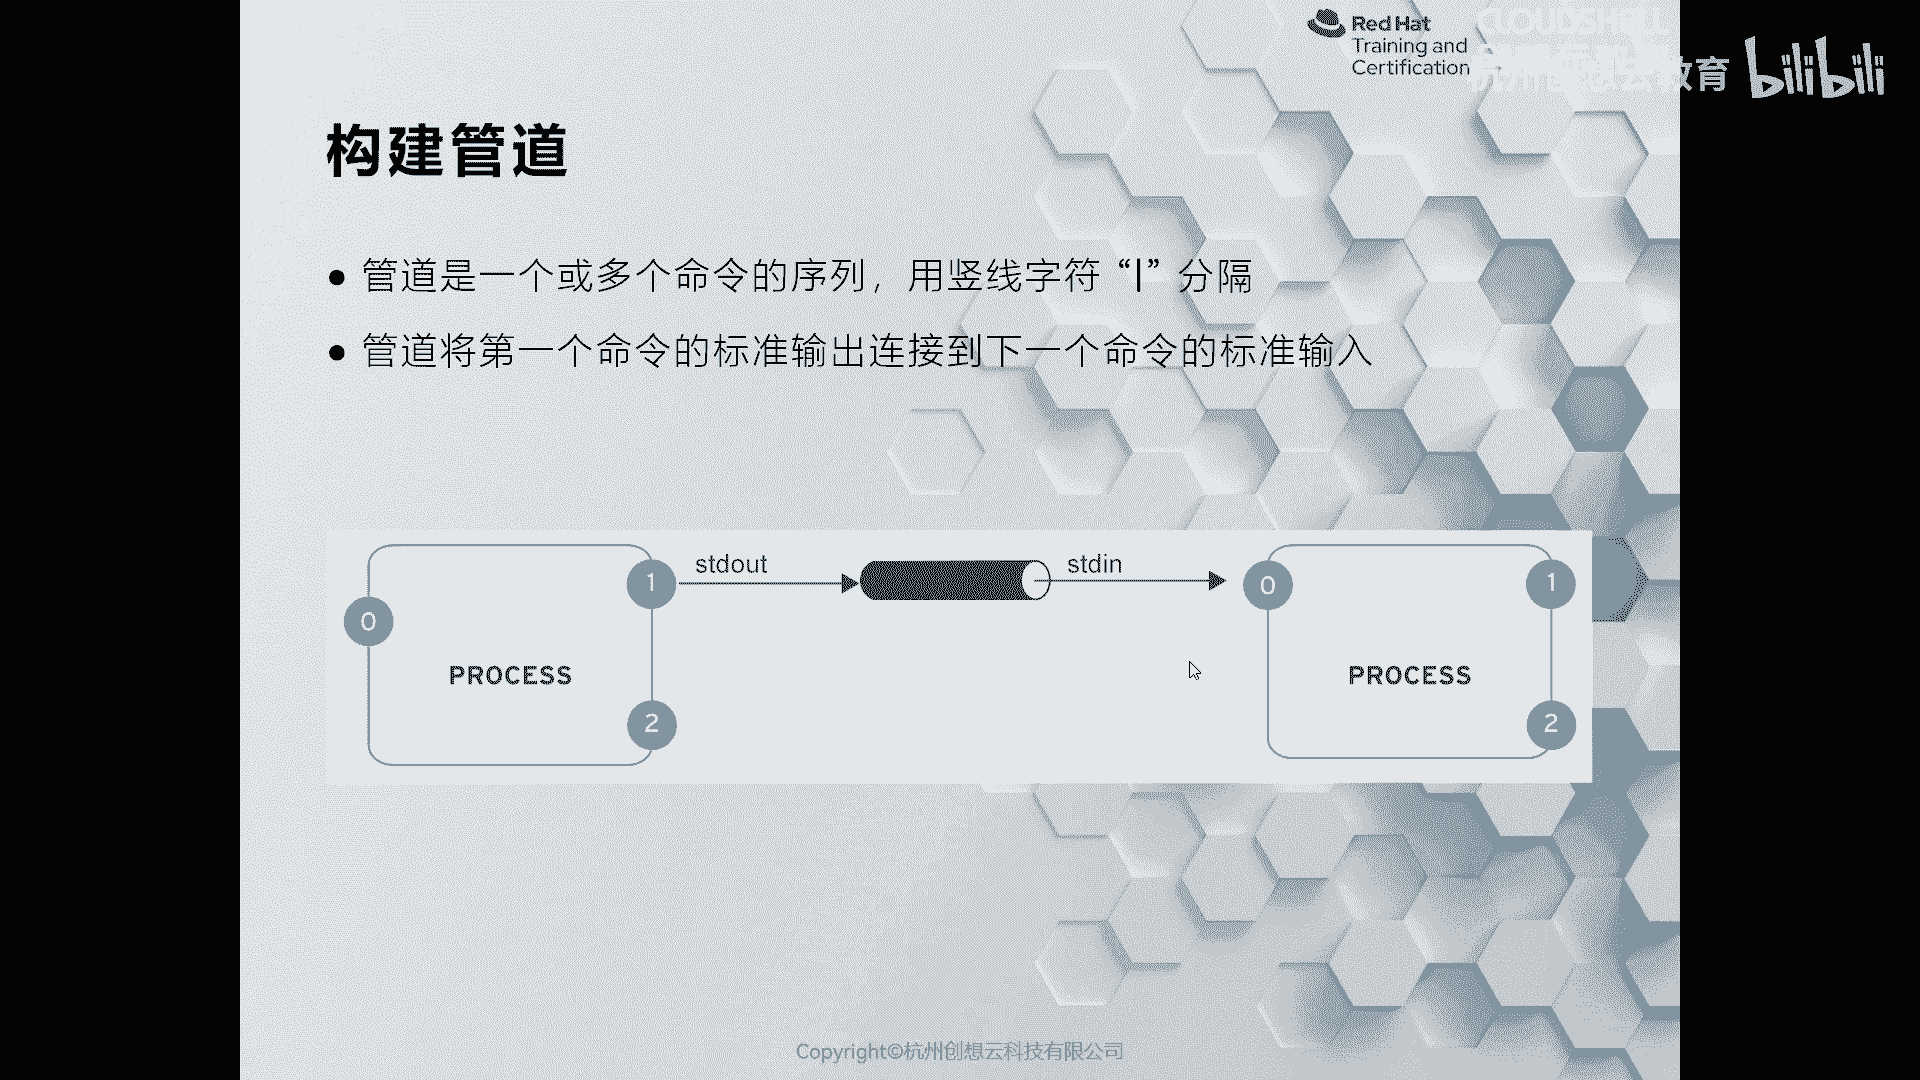 Red Hat
Training and
Certification
CLOUDSHELL
教育
bilibili
构建管道
● 管道是一个或多个命令的序列，用竖线字符 “|” 分隔
● 管道将第一个命令的标准输出连接到下一个命令的标准输入
stdout
stdin
0
1
2
PROCESS
0
1
2
PROCESS
Copyright©杭州创想云科技有限公司